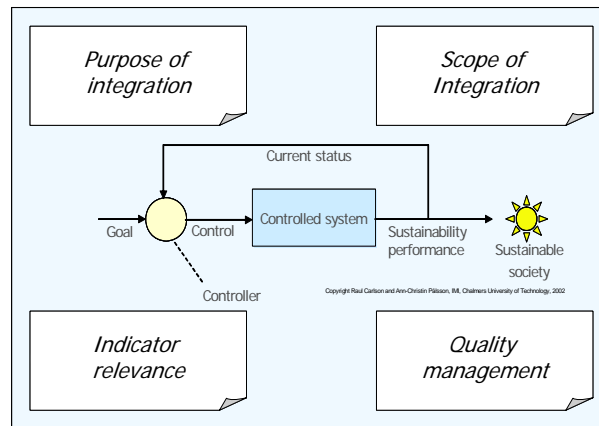 Purpose of
integration
Scope of
Integration
Current status
Goal
Control
Controlled system
Sustainability
performance
Sustainable
society
Controller
Copyright Raul Carlson and Ann-Christin Pålsson, IMI, Chalmers University of Technology, 2002
Indicator
relevance
Quality
management